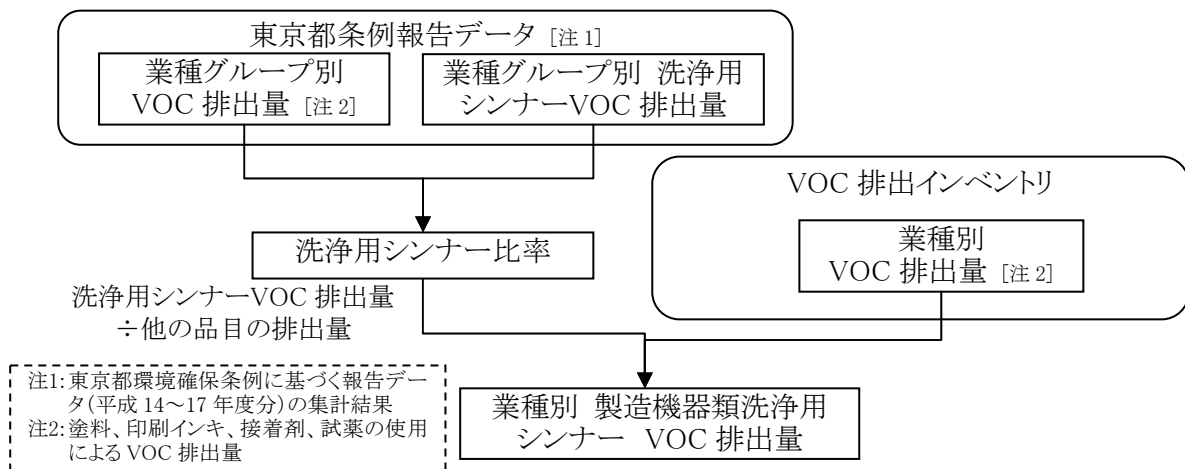 東京都条例報告データ [注 1]
業種グループ別
VOC 排出量 [注 2]
業種グループ別 洗浄用
シンナーVOC 排出量
VOC 排出インベントリ
業種別
VOC 排出量 [注 2]
洗浄用シンナー比率
洗浄用シンナーVOC 排出量
÷他の品目の排出量
注1:東京都環境確保条例に基づく報告デー
タ(平成 14～17 年度分)の集計結果
注2:塗料、印刷インキ、接着剤、試薬の使用
による VOC 排出量
業種別 製造機器類洗浄用
シンナー VOC 排出量